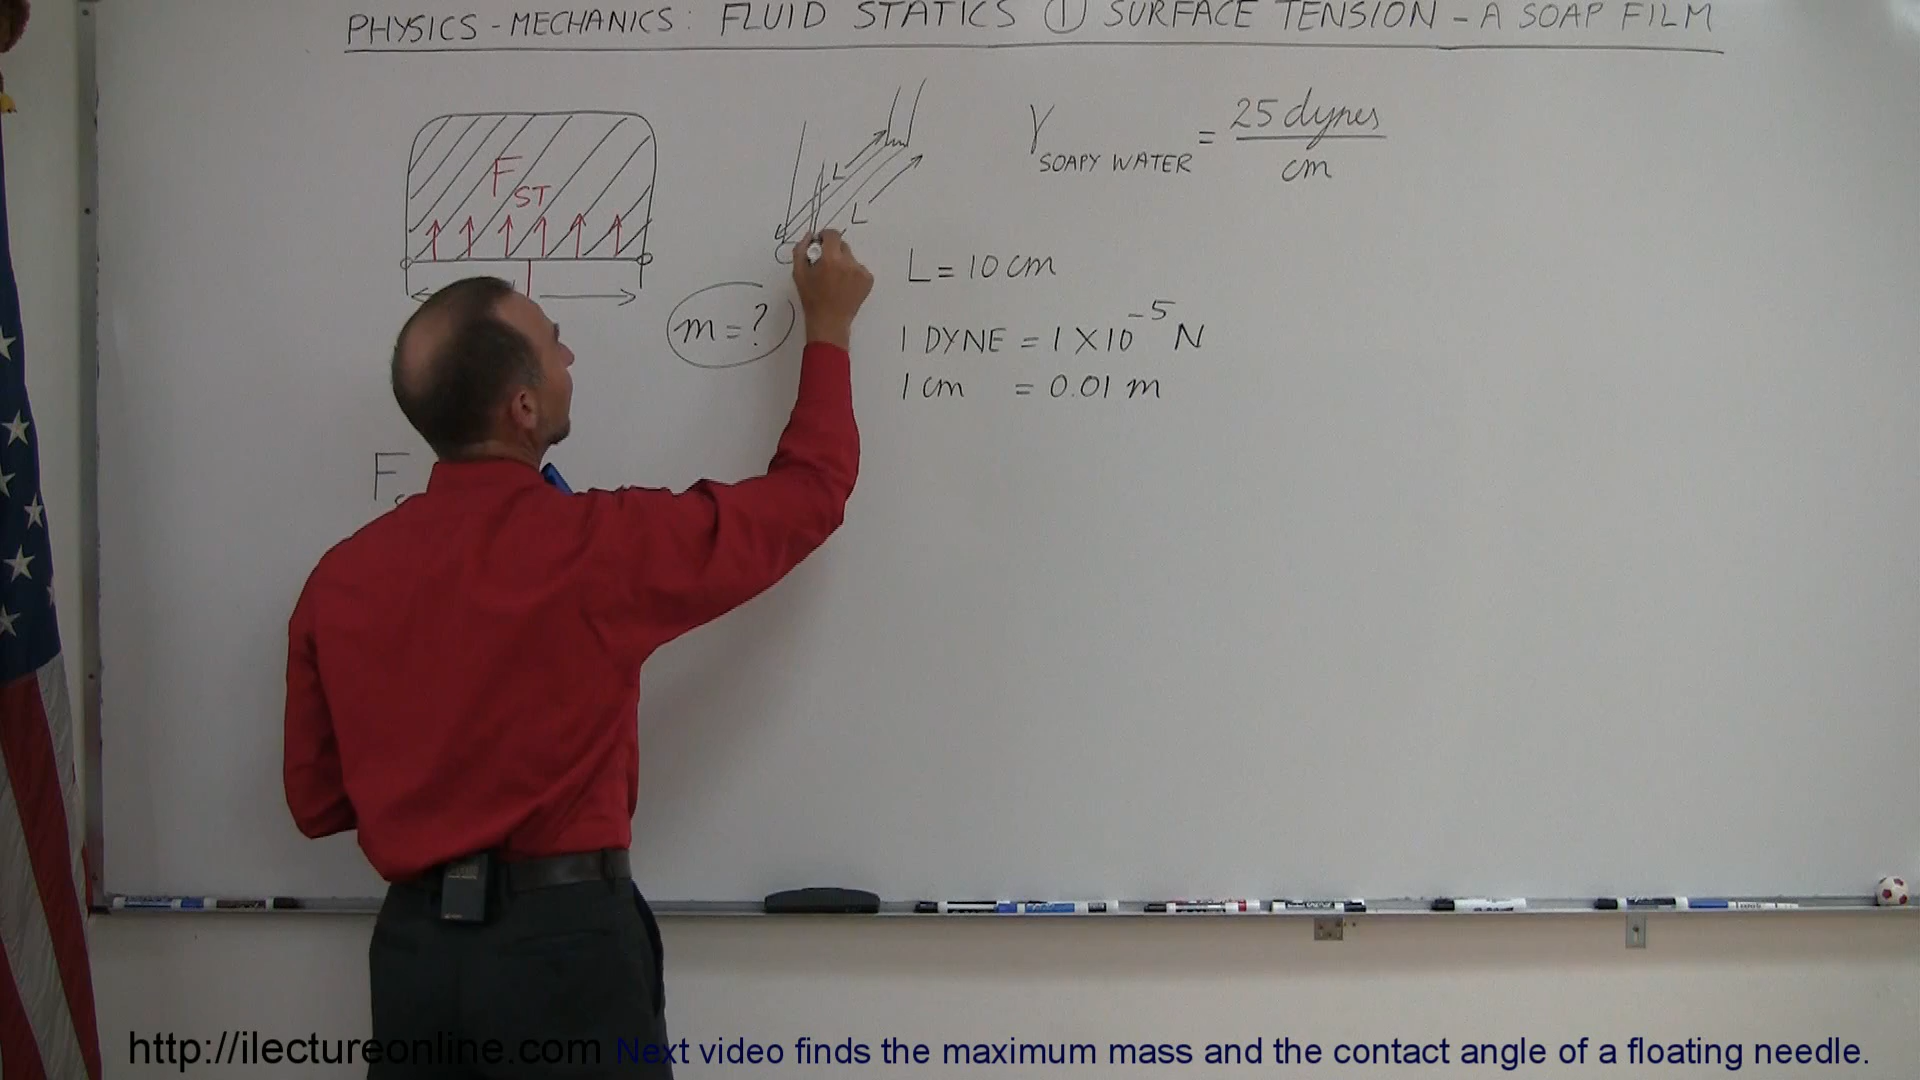 PHYSICS - MECHANICS: FLUID STATICS ① SURFACE TENSION - A SOAP FILM
F ST
L
L
γ SOAPY WATER = 25 dynes / cm
L = 10 cm
m = ?
1 DYNE = 1 X 10^-5 N
1 cm = 0.01 m
F
http://ilectureonline.com Next video finds the maximum mass and the contact angle of a floating needle.